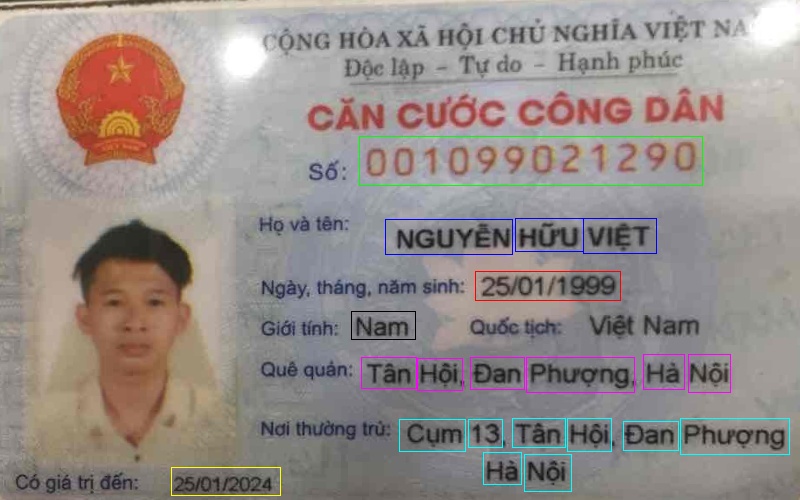 CỘNG HÒA XÃ HỘI CHỦ NGHĨA VIỆT NA
Độc lập – Tự do – Hạnh phúc
CĂN CƯỚC CÔNG DÂN
Số: 001099021290
Họ và tên: NGUYỄN HỮU VIỆT
Ngày, tháng, năm sinh: 25/01/1999
Giới tính: Nam Quốc tịch: Việt Nam
Quê quán: Tân Hội, Đan Phượng, Hà Nội
Nơi thường trú: Cụm 13, Tân Hội, Đan Phượng
Hà Nội
Có giá trị đến: 25/01/2024